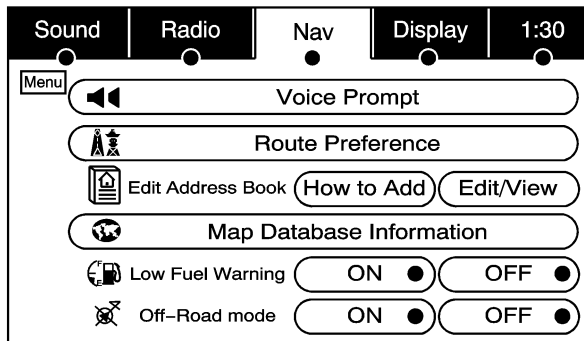 Sound Radio Nav Display 1:30
Menu
Voice Prompt
Route Preference
Edit Address Book How to Add Edit/View
Map Database Information
F E Low Fuel Warning ON OFF
Off–Road mode ON OFF